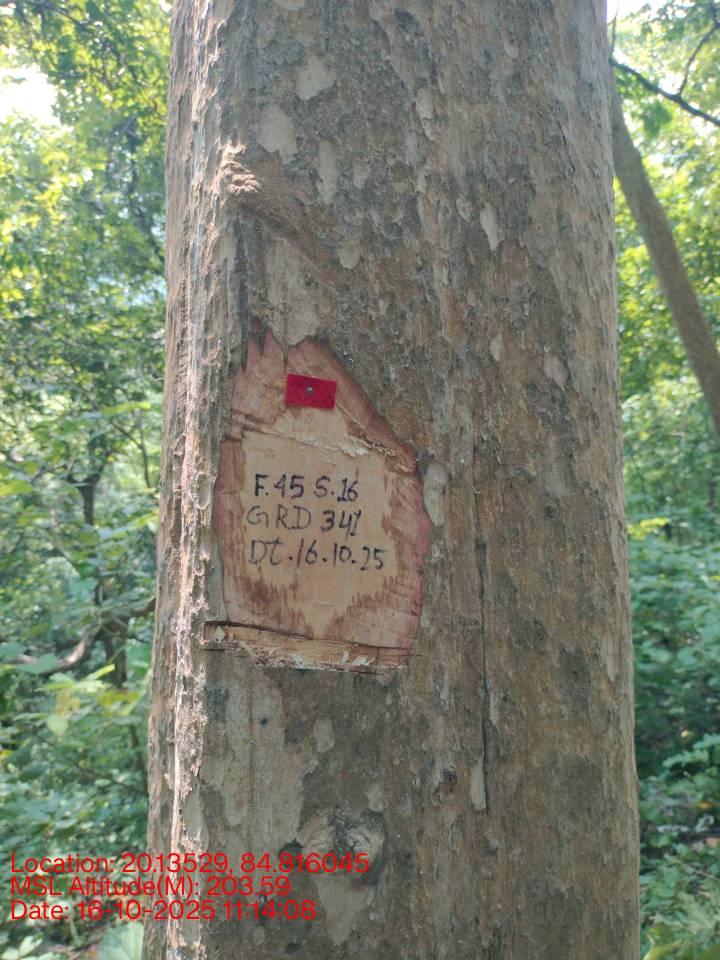 F.45 S.16
GRD 341
Dt.16.10.25
Location: 20.13529, 84.816045
MSL Altitude(M): 203.59
Date: 16-10-2025 11:14:08